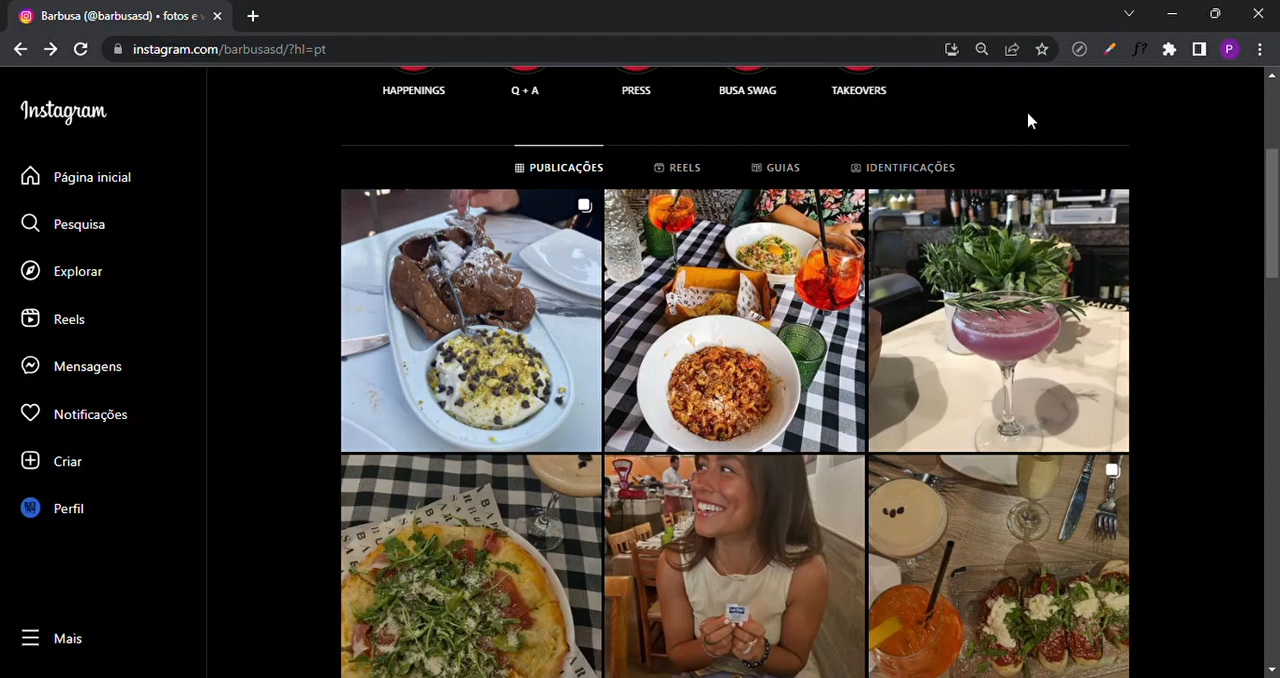 Barbusa (@barbusasd) • fotos e v
instagram.com/barbusasd/?hl=pt
f?
P
Instagram
Página inicial
Pesquisa
Explorar
Reels
Mensagens
Notificações
Criar
Perfil
Mais
HAPPENINGS
Q + A
PRESS
BUSA SWAG
TAKEOVERS
PUBLICAÇÕES
REELS
GUIAS
IDENTIFICAÇÕES